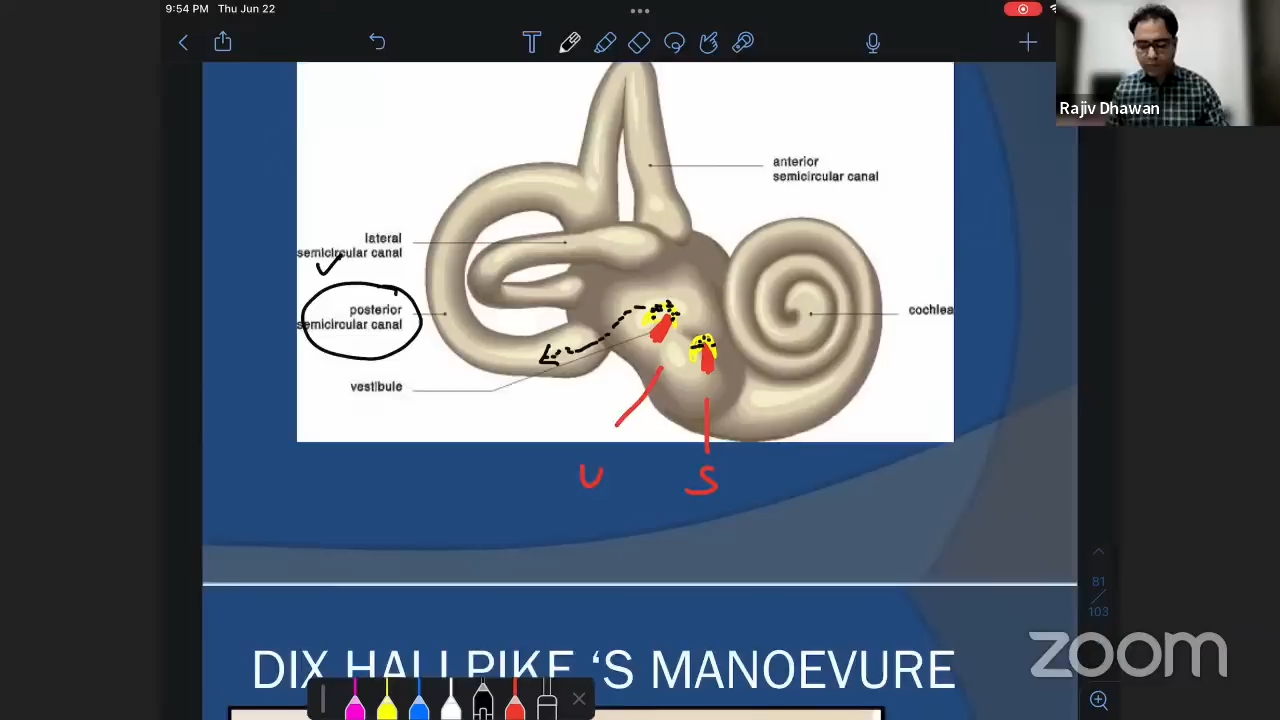 9:54 PM Thu Jun 22
Rajiv Dhawan
anterior
semicircular canal
lateral
semicircular canal
posterior
semicircular canal
cochlea
vestibule
U S
81
103
DIX HALLPIKE ‘S MANOEVURE
zoom